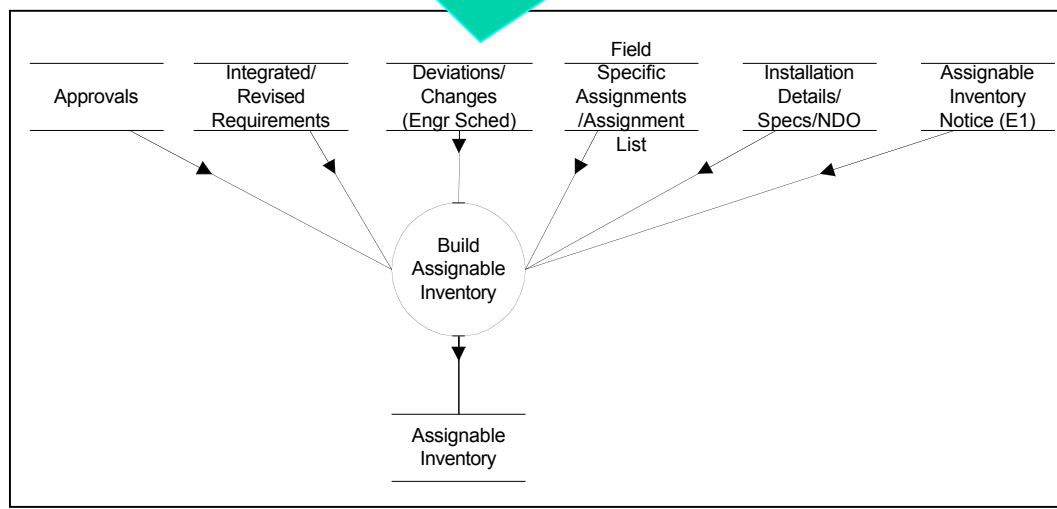 Approvals
Integrated/
Revised
Requirements
Deviations/
Changes
(Engr Sched)
Field
Specific
Assignments
/Assignment
List
Installation
Details/
Specs/NDO
Assignable
Inventory
Notice (E1)
Build
Assignable
Inventory
Assignable
Inventory